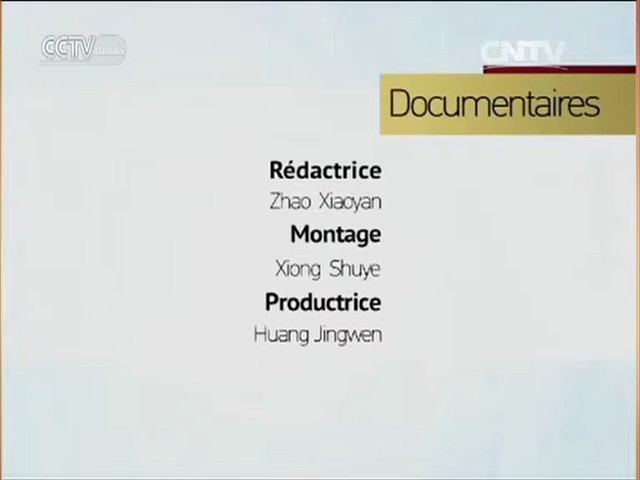 CCTV
CNTV
Documentaires
Rédactrice
Zhao Xiaoyan
Montage
Xiong Shuye
Productrice
Huang Jingwen